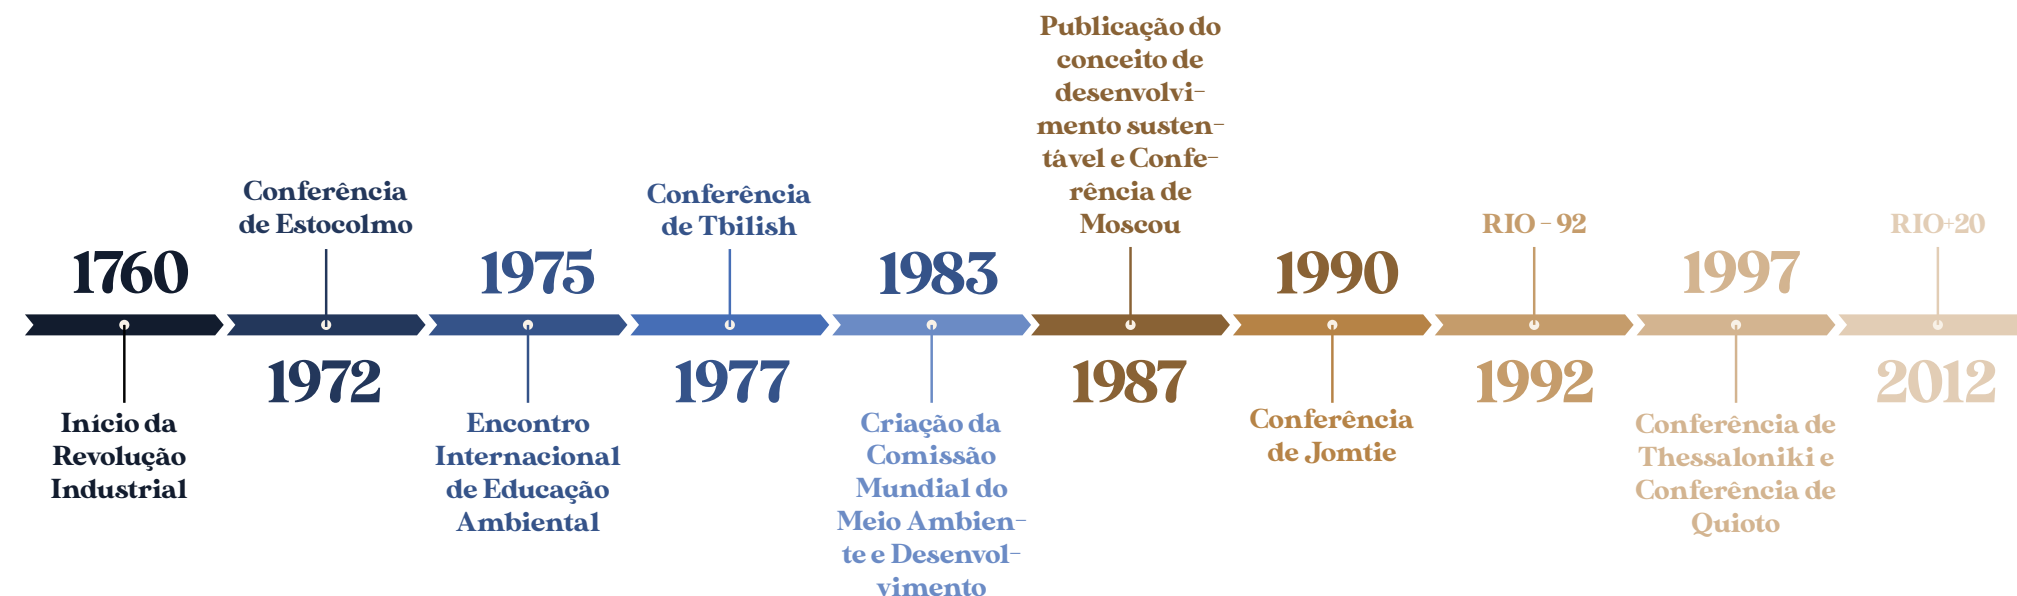 1760
Início da
Revolução
Industrial
Conferência
de Estocolmo
1972
1975
Encontro
Internacional
de Educação
Ambiental
Conferência
de Tbilish
1977
1983
Criação da
Comissão
Mundial do
Meio Ambien-
te e Desenvol-
vimento
Publicação do
conceito de
desenvolvi-
mento susten-
tável e Confe-
rência de
Moscou
1987
1990
Conferência
de Jomtie
RIO - 92
1992
1997
Conferência de
Thessaloniki e
Conferência de
Quioto
RIO+20
2012